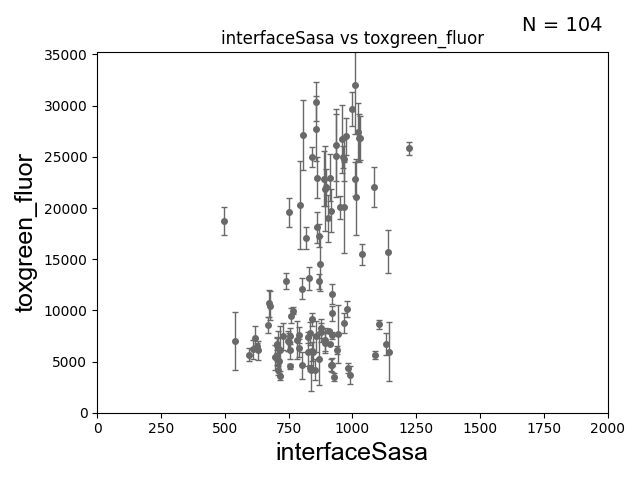 N = 104
interfaceSasa vs toxgreen_fluor
35000
30000
25000
20000
15000
10000
5000
0
toxgreen_fluor
0 250 500 750 1000 1250 1500 1750 2000
interfaceSasa